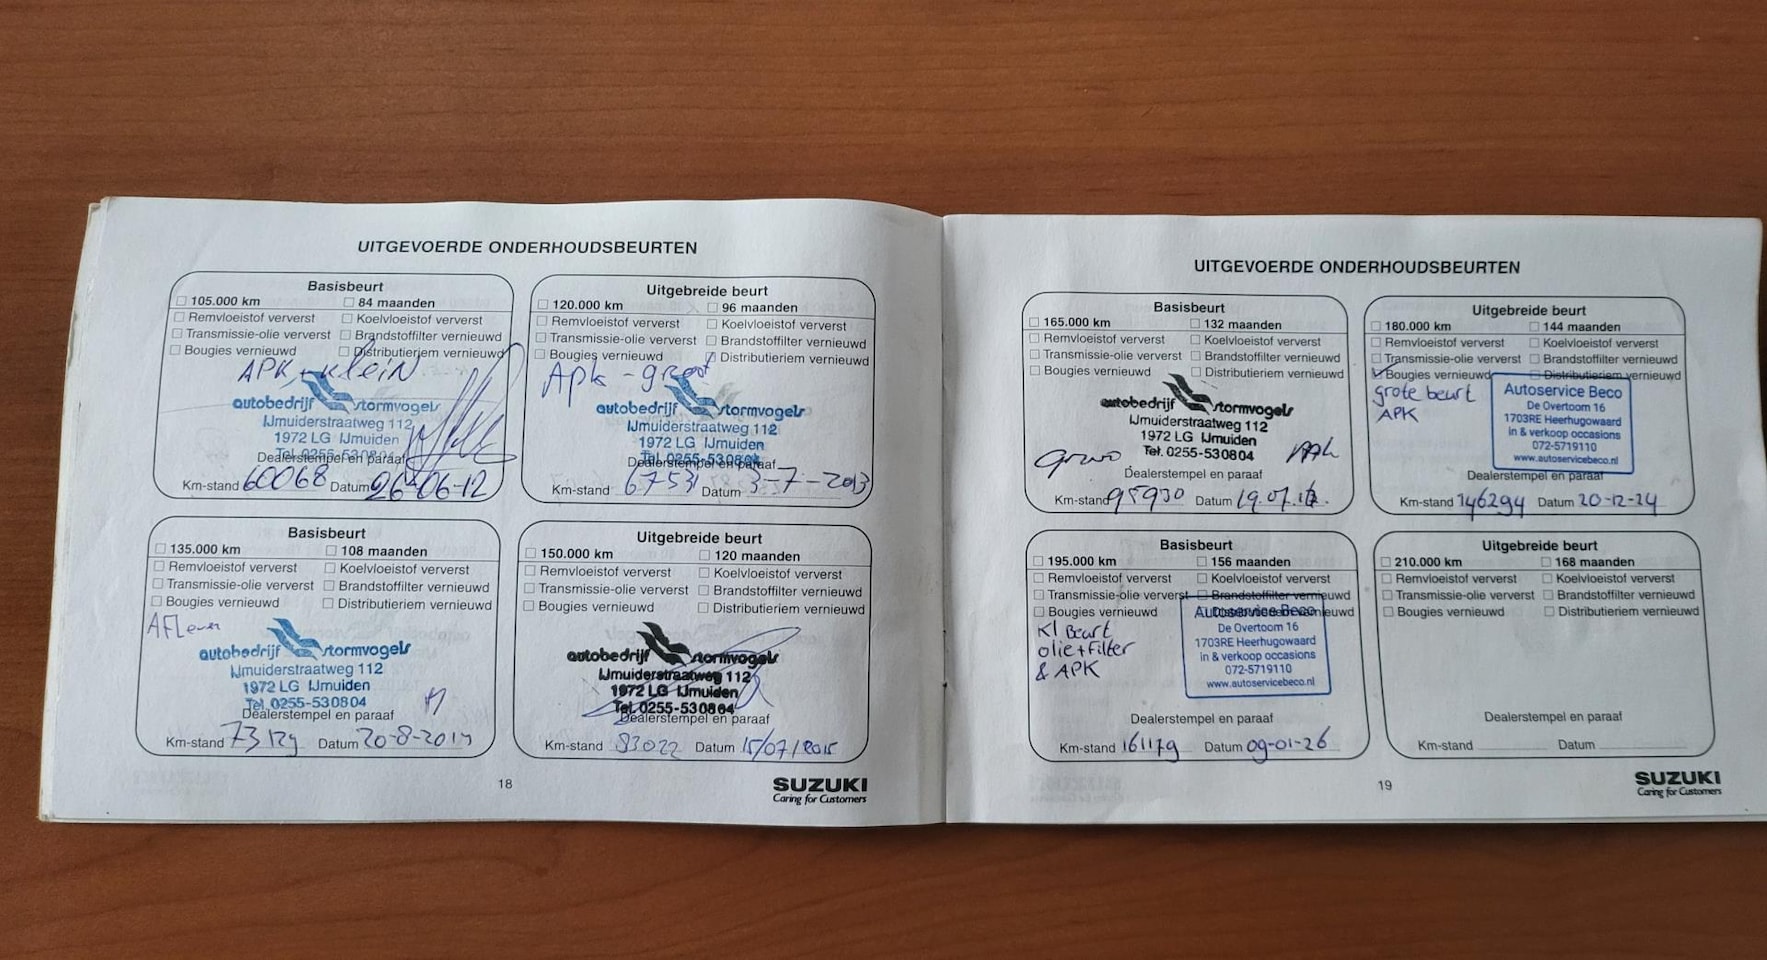 UITGEVOERDE ONDERHOUDSBEURTEN
Basisbeurt
105.000 km 84 maanden
Remvloeistof ververst Koelvloeistof ververst
Transmissie-olie ververst Brandstoffilter vernieuwd
Bougies vernieuwd Distributieriem vernieuwd
APK + klein
autobedrijf stormvogels
IJmuiderstraatweg 112
1972 LG IJmuiden
Tel. 0255-530804
Dealerstempel en paraaf
Km-stand 60068 Datum 26-06-12
Uitgebreide beurt
120.000 km 96 maanden
Remvloeistof ververst Koelvloeistof ververst
Transmissie-olie ververst Brandstoffilter vernieuwd
Bougies vernieuwd Distributieriem vernieuwd
Apk - groot
autobedrijf stormvogels
IJmuiderstraatweg 112
1972 LG IJmuiden
Tel. 0255-530804
Dealerstempel en paraaf
Km-stand 67531 Datum 3-7-2013
Basisbeurt
135.000 km 108 maanden
Remvloeistof ververst Koelvloeistof ververst
Transmissie-olie ververst Brandstoffilter vernieuwd
Bougies vernieuwd Distributieriem vernieuwd
autobedrijf stormvogels
IJmuiderstraatweg 112
1972 LG IJmuiden
Tel. 0255-530804
Dealerstempel en paraaf
Km-stand 73129 Datum 20-8-2014
Uitgebreide beurt
150.000 km 120 maanden
Remvloeistof ververst Koelvloeistof ververst
Transmissie-olie ververst Brandstoffilter vernieuwd
Bougies vernieuwd Distributieriem vernieuwd
autobedrijf stormvogels
IJmuiderstraatweg 112
1972 LG IJmuiden
Tel. 0255-530804
Dealerstempel en paraaf
Km-stand 83022 Datum 15/07/2015
18
SUZUKI
Caring for Customers
UITGEVOERDE ONDERHOUDSBEURTEN
Basisbeurt
165.000 km 132 maanden
Remvloeistof ververst Koelvloeistof ververst
Transmissie-olie ververst Brandstoffilter vernieuwd
Bougies vernieuwd Distributieriem vernieuwd
autobedrijf stormvogels
IJmuiderstraatweg 112
1972 LG IJmuiden
Tel. 0255-530804
Dealerstempel en paraaf
Km-stand 95930 Datum
Uitgebreide beurt
180.000 km 144 maanden
Remvloeistof ververst Koelvloeistof ververst
Transmissie-olie ververst Brandstoffilter vernieuwd
Bougies vernieuwd Distributieriem vernieuwd
grote beurt
APK
Autoservice Beco
De Overtoom 16
1703RE Heerhugowaard
in & verkoop occasions
072-5719110
www.autoservicebeco.nl
Dealerstempel en paraaf
Km-stand 146294 Datum 20-12-24
Basisbeurt
195.000 km 156 maanden
Remvloeistof ververst Koelvloeistof ververst
Transmissie-olie ververst Brandstoffilter vernieuwd
Bougies vernieuwd Distributieriem vernieuwd
Kl Beurt
olie+filter
& APK
Autoservice Beco
De Overtoom 16
1703RE Heerhugowaard
in & verkoop occasions
072-5719110
www.autoservicebeco.nl
Dealerstempel en paraaf
Km-stand 161179 Datum 09-01-26
Uitgebreide beurt
210.000 km 168 maanden
Remvloeistof ververst Koelvloeistof ververst
Transmissie-olie ververst Brandstoffilter vernieuwd
Bougies vernieuwd Distributieriem vernieuwd
Dealerstempel en paraaf
Km-stand Datum
19
SUZUKI
Caring for Customers